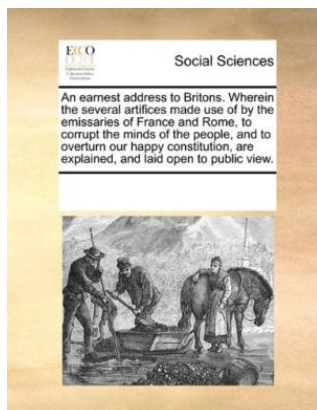 ECCO
Social Sciences
An earnest address to Britons. Wherein
the several artifices made use of by the
emissaries of France and Rome, to
corrupt the minds of the people, and to
overturn our happy constitution, are
explained, and laid open to public view.